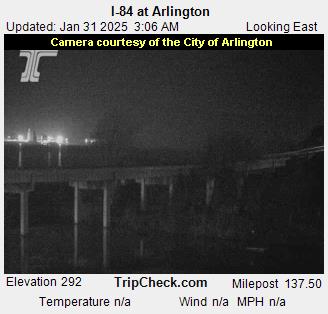 I-84 at Arlington
Updated: Jan 31 2025 3:06 AM Looking East
Camera courtesy of the City of Arlington
Elevation 292 TripCheck.com Milepost 137.50
Temperature n/a Wind n/a MPH n/a